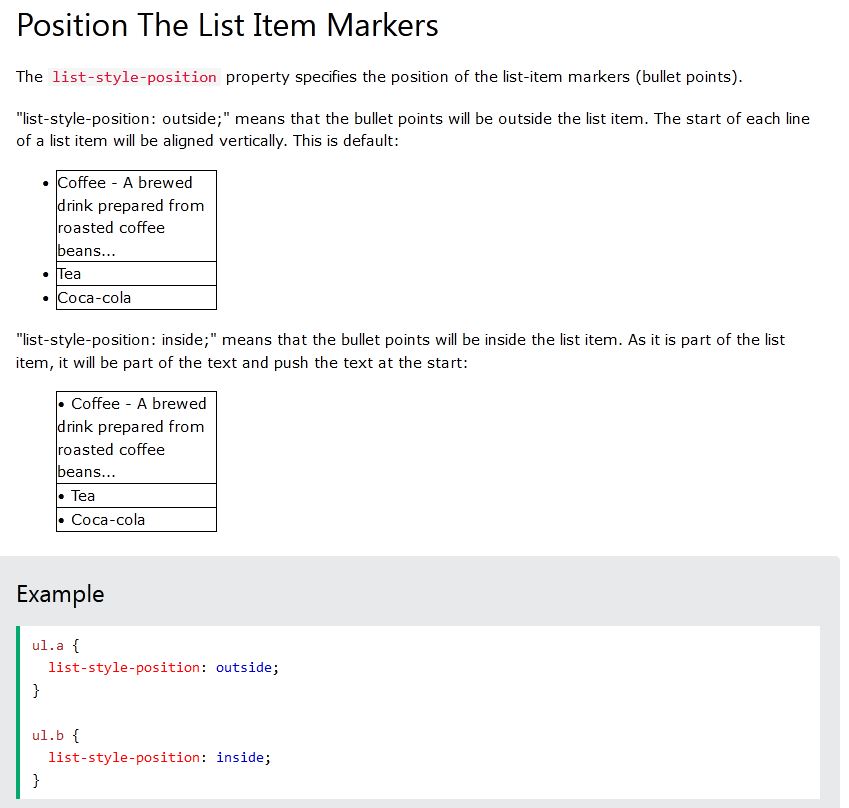 Position The List Item Markers
The list-style-position property specifies the position of the list-item markers (bullet points).
"list-style-position: outside;" means that the bullet points will be outside the list item. The start of each line
of a list item will be aligned vertically. This is default:
• Coffee - A brewed
drink prepared from
roasted coffee
beans...
• Tea
• Coca-cola
"list-style-position: inside;" means that the bullet points will be inside the list item. As it is part of the list
item, it will be part of the text and push the text at the start:
• Coffee - A brewed
drink prepared from
roasted coffee
beans...
• Tea
• Coca-cola
Example
ul.a {
  list-style-position: outside;
}
ul.b {
  list-style-position: inside;
}